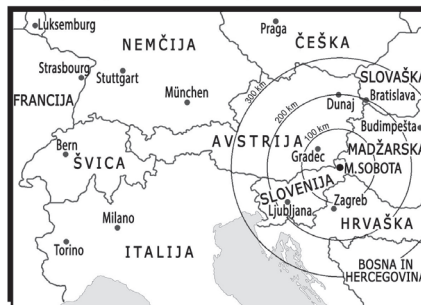 Luksemburg
Praga
NEMČIJA
ČEŠKA
Strasbourg
Stuttgart
SLOVAŠKA
300 km
Dunaj
Bratislava
FRANCIJA
München
200 km
Budimpešta
100 km
AVSTRIJA
MADŽARSKA
Bern
Gradec
ŠVICA
M.SOBOTA
SLOVENIJA
Ljubljana
Zagreb
Milano
HRVAŠKA
Torino
ITALIJA
BOSNA IN
HERCEGOVINA